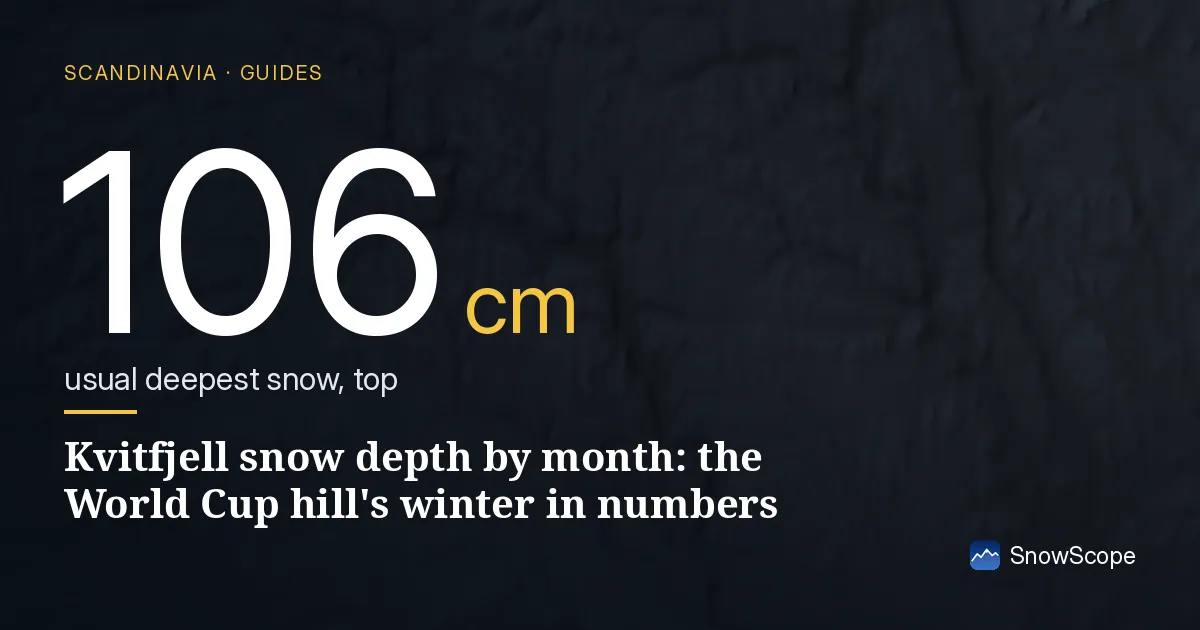 SCANDINAVIA · GUIDES
106 cm
usual deepest snow, top
Kvitfjell snow depth by month: the
World Cup hill's winter in numbers
SnowScope